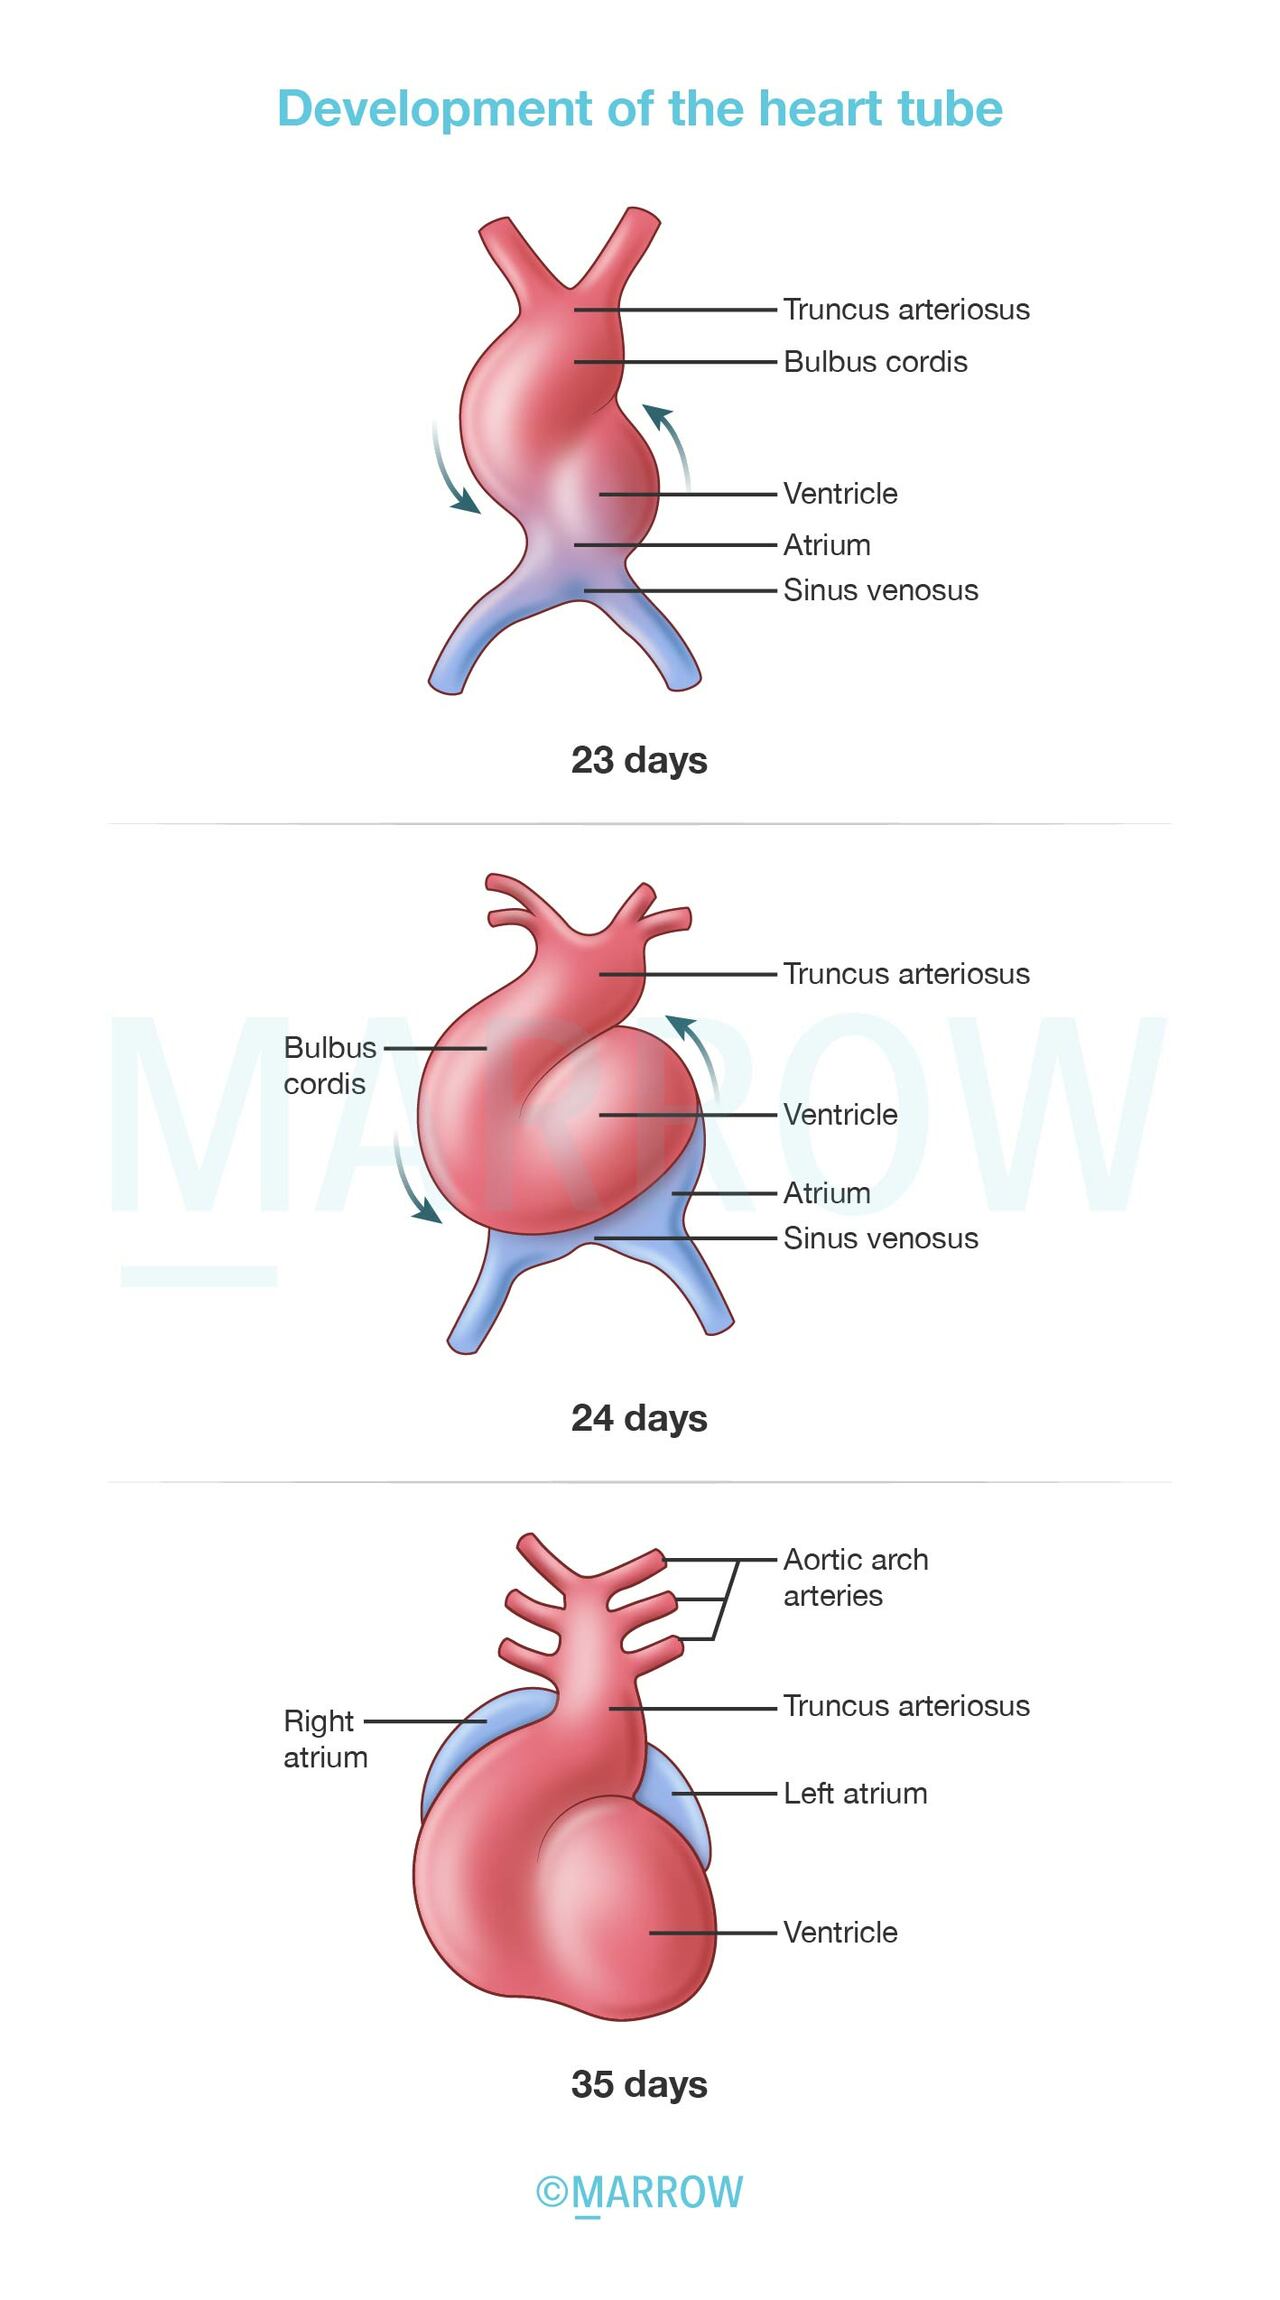 Development of the heart tube
Truncus arteriosus
Bulbus cordis
Ventricle
Atrium
Sinus venosus
23 days
Truncus arteriosus
Bulbus
cordis
MARROW
Ventricle
Atrium
Sinus venosus
24 days
Aortic arch
arteries
Truncus arteriosus
Right
atrium
Left atrium
Ventricle
35 days
©MARROW